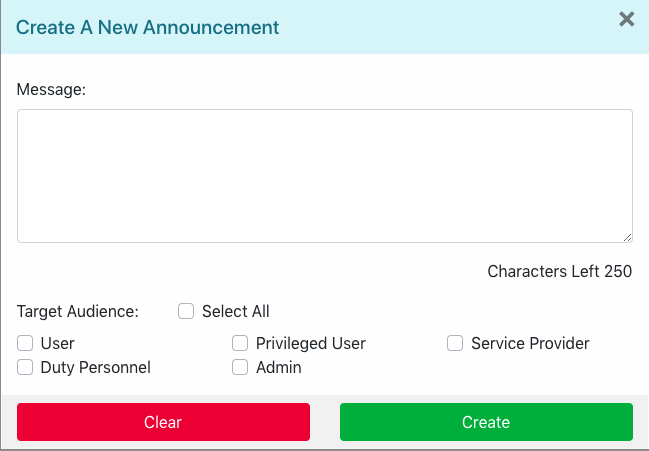 Create A New Announcement
Message:
Characters Left 250
Target Audience: Select All
User Privileged User Service Provider
Duty Personnel Admin
Clear Create